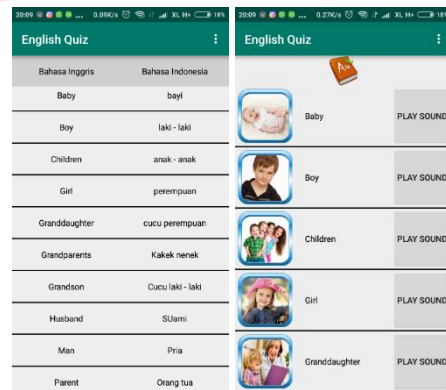 20:09 ... 0.09K/s XL H+ 18%
English Quiz
Bahasa Inggris Bahasa Indonesia
Baby bayi
Boy laki - laki
Children anak - anak
Girl perempuan
Granddaughter cucu perempuan
Grandparents Kakek nenek
Grandson Cucu laki - laki
Husband SUami
Man Pria
Parent Orang tua
20:09 ... 0.27K/s XL H+ 18%
English Quiz
Baby PLAY SOUND
Boy PLAY SOUND
Children PLAY SOUND
Girl PLAY SOUND
Granddaughter PLAY SOUND